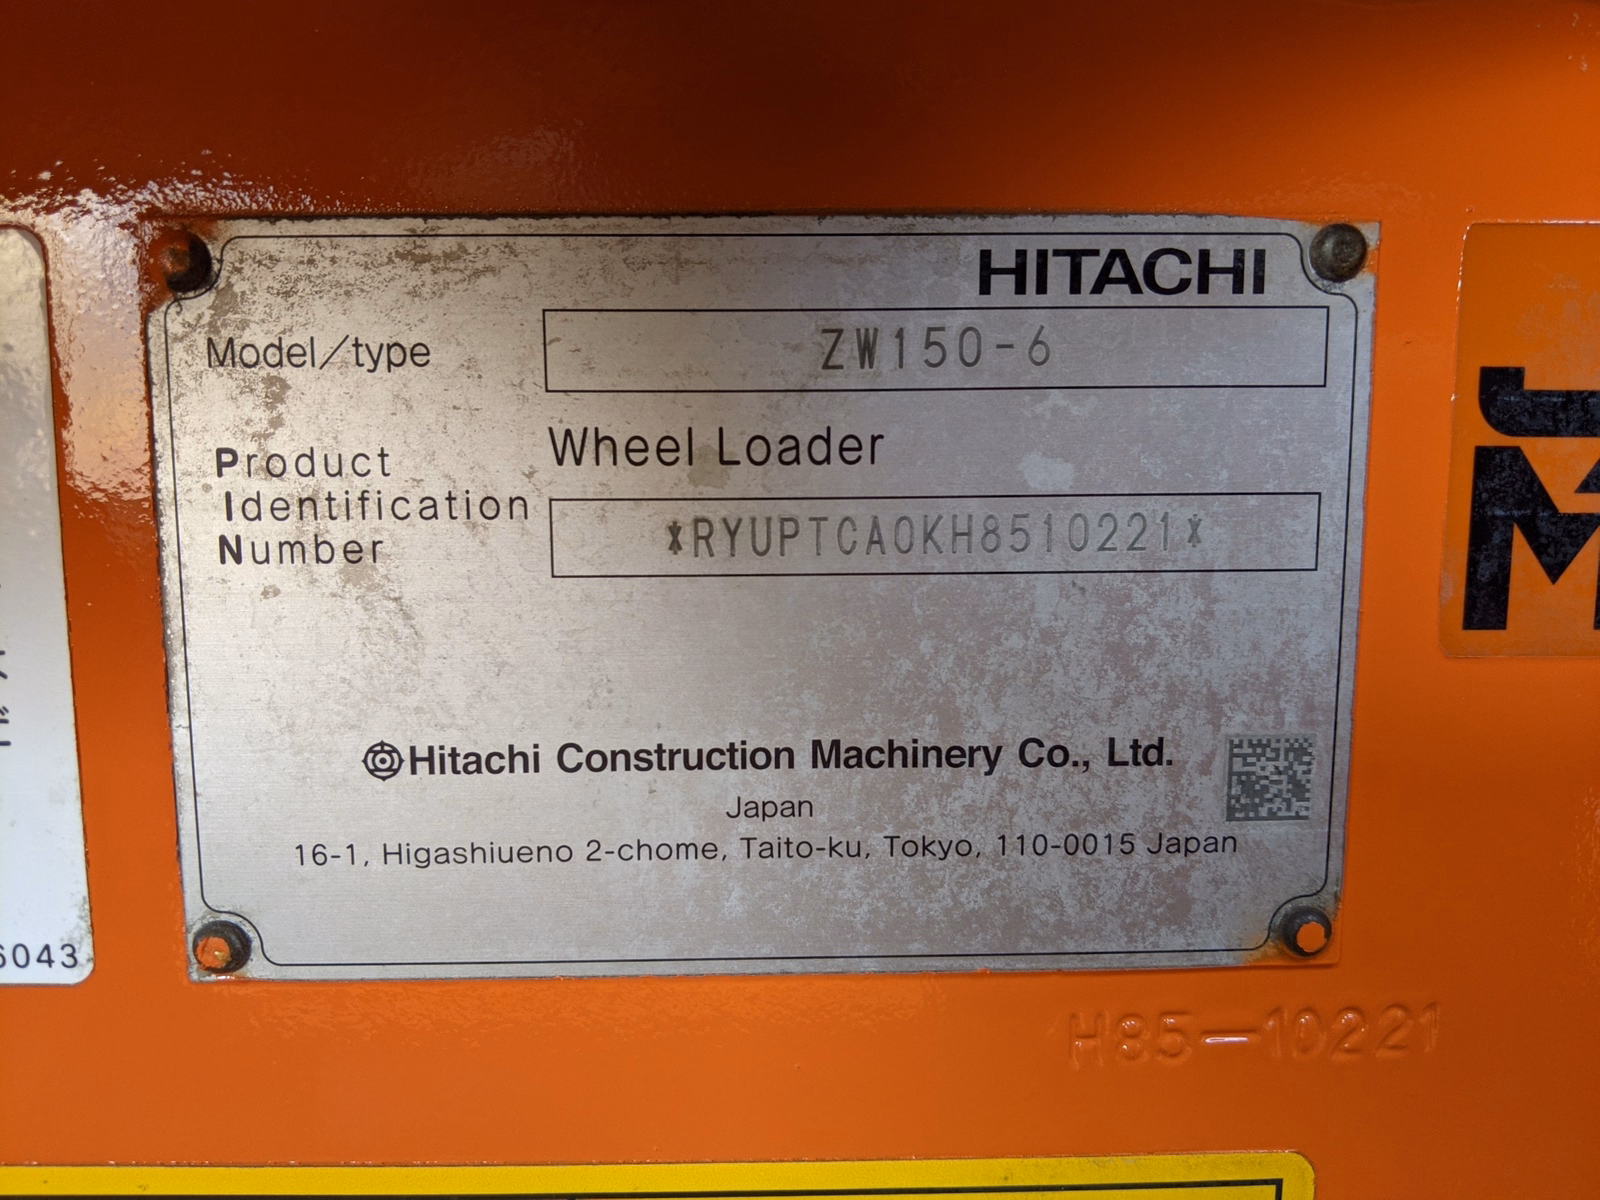 HITACHI
Model/type ZW150-6
Wheel Loader
Product
Identification
Number
*RYUPTCA0KH8510221*
Hitachi Construction Machinery Co., Ltd.
Japan
16-1, Higashiueno 2-chome, Taito-ku, Tokyo, 110-0015 Japan
H85-10221
6043